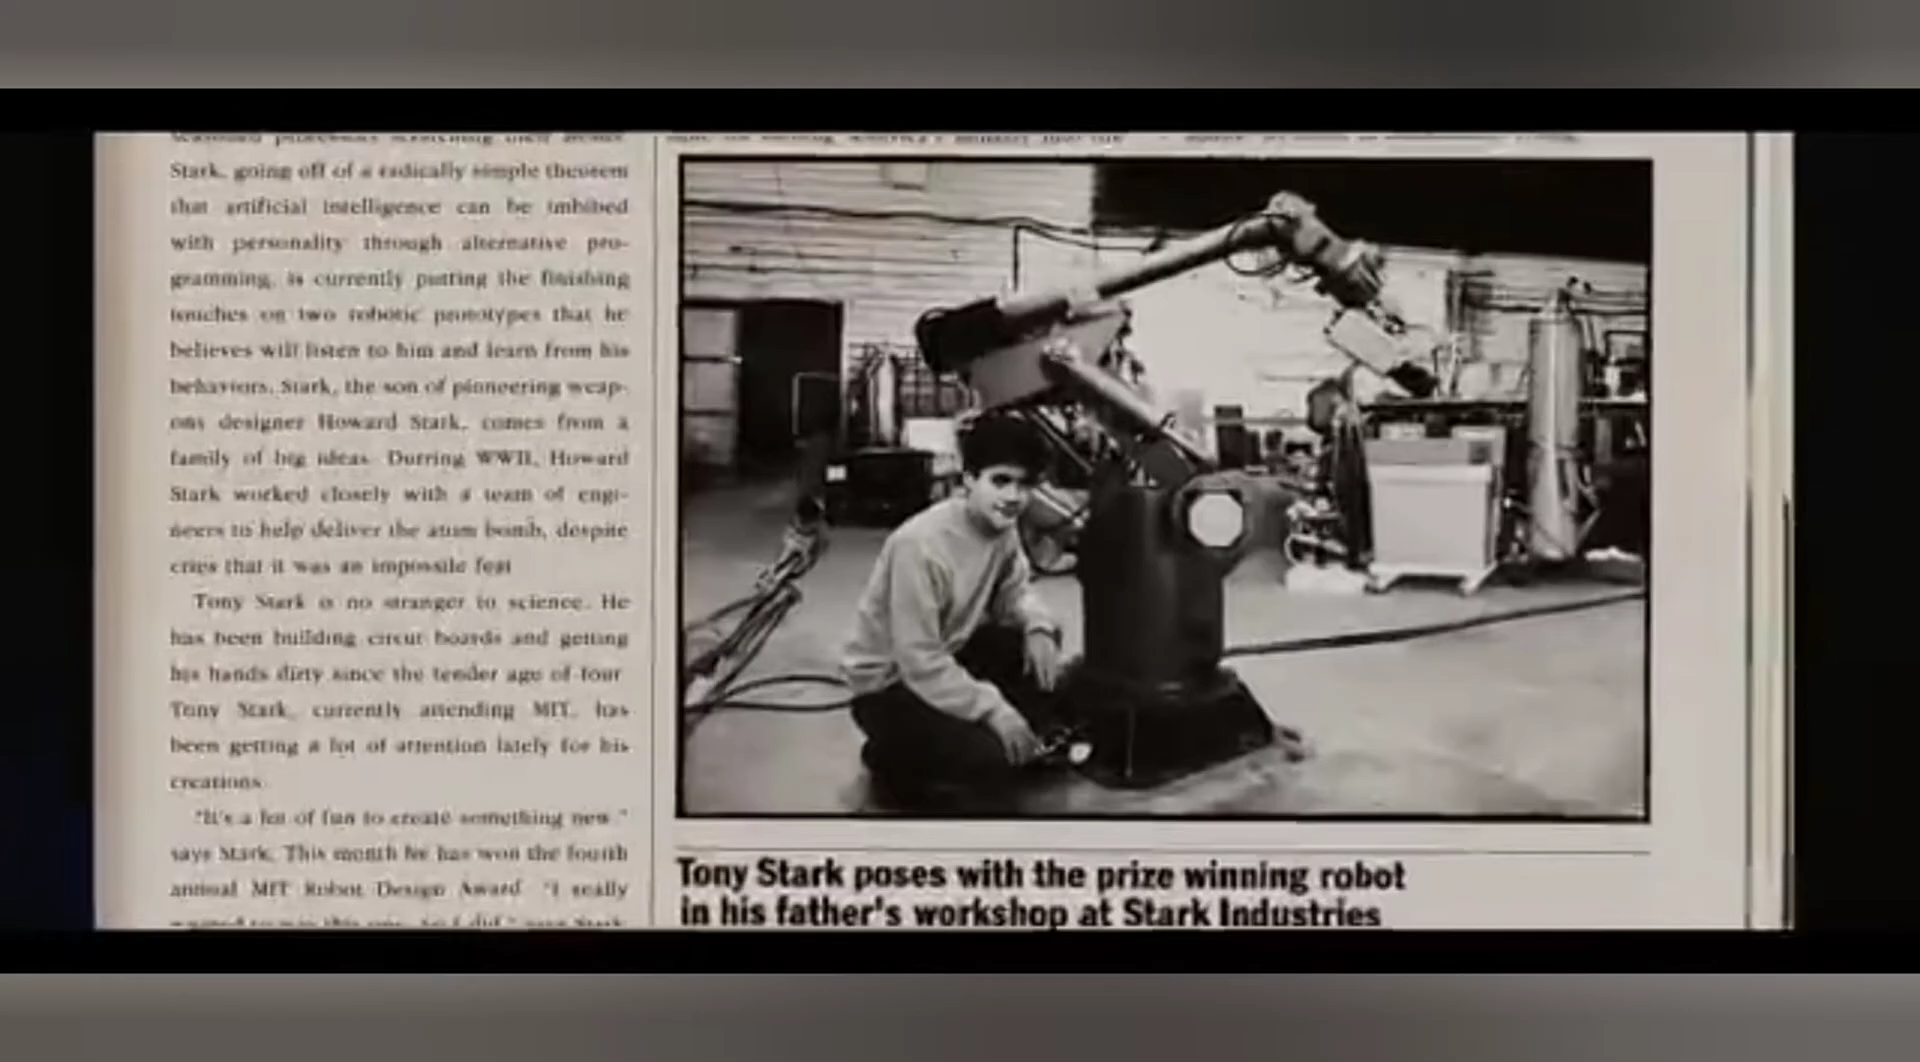 Stark, going off of a radically simple theorem
that artificial intelligence can be imbibed
with personality through alternative pro-
gramming, is currently putting the finishing
touches on two robotic prototypes that he
believes will listen to him and learn from his
behaviors. Stark, the son of pioneering weap-
ons designer Howard Stark, comes from a
family of big ideas. Durring WWII, Howard
Stark worked closely with a team of engi-
neers to help deliver the atom bomb, despite
cries that it was an impossile feat
Tony Stark is no stranger to science. He
has been building circut boards and getting
his hands dirty since the tender age of four
Tony Stark, currently attending MIT, has
been getting a lot of attention lately for his
creations.
"It's a lot of fun to create something new."
says Stark. This month he has won the fourth
annual MIT Robot Design Award "I really
Tony Stark poses with the prize winning robot
in his father's workshop at Stark Industries